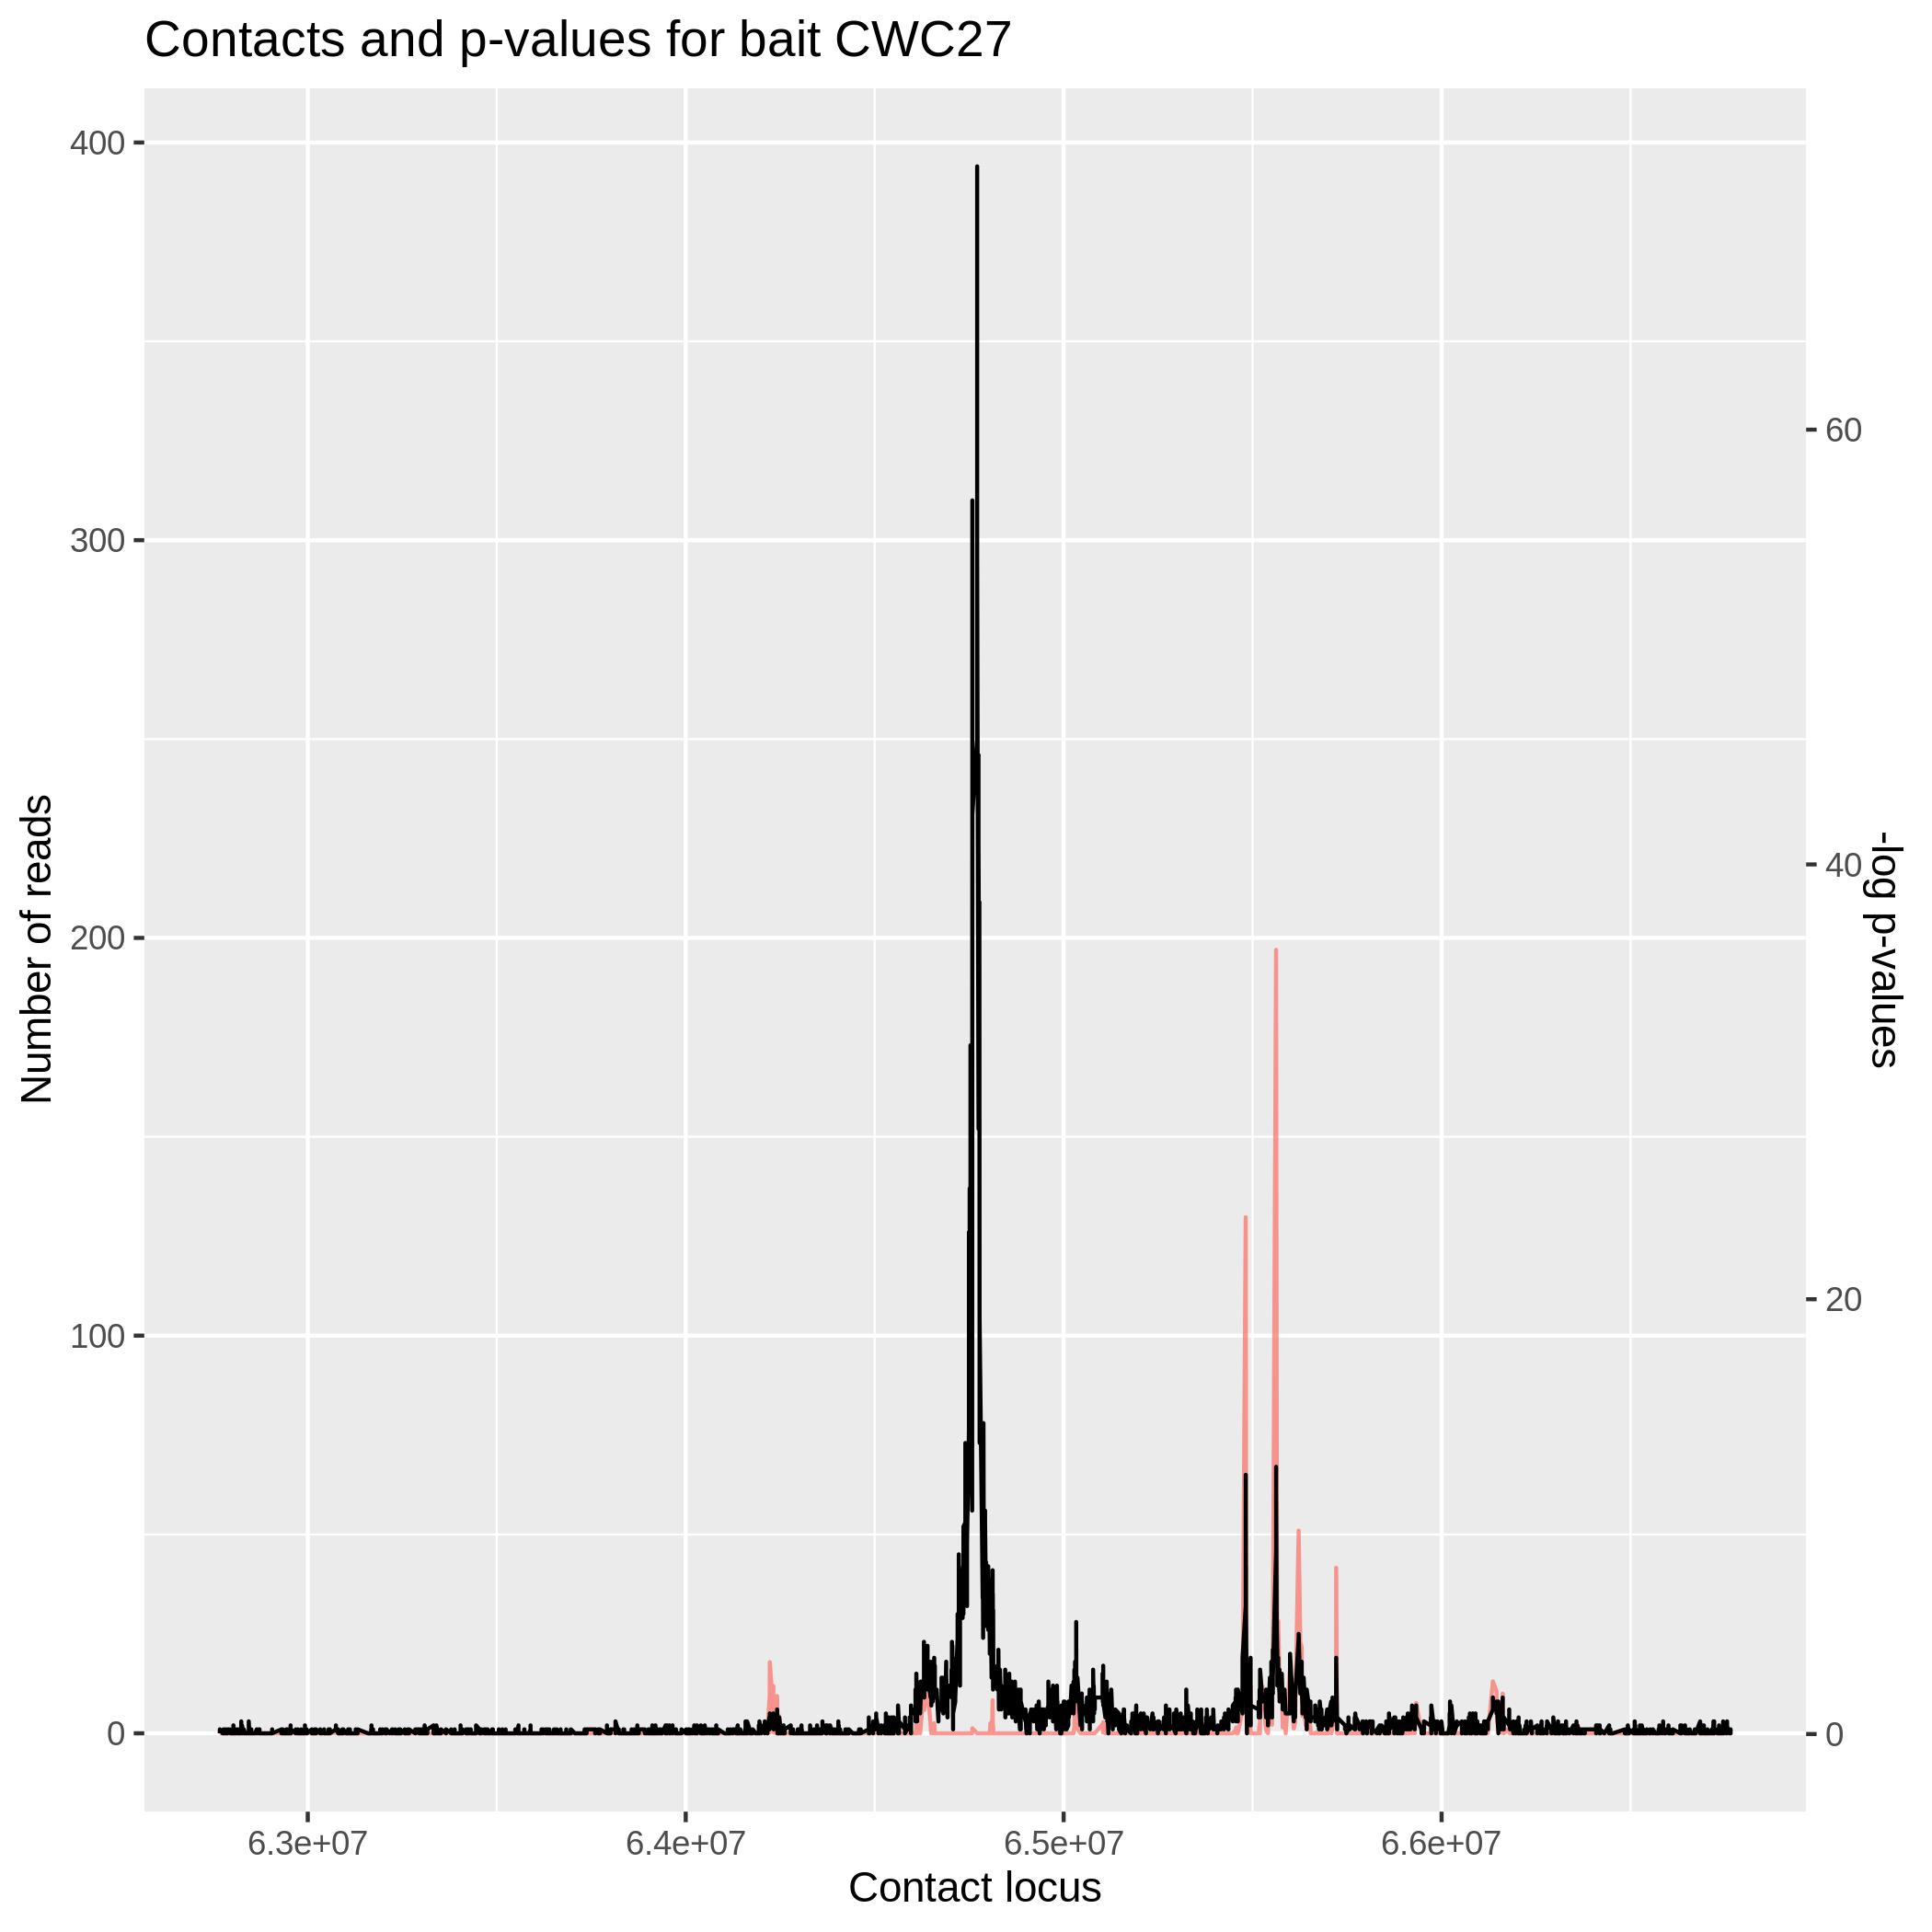 Contacts and p-values for bait CWC27
400
300
200
100
0
Number of reads
60
40
20
0
-log p-values
6.3e+07
6.4e+07
6.5e+07
6.6e+07
Contact locus